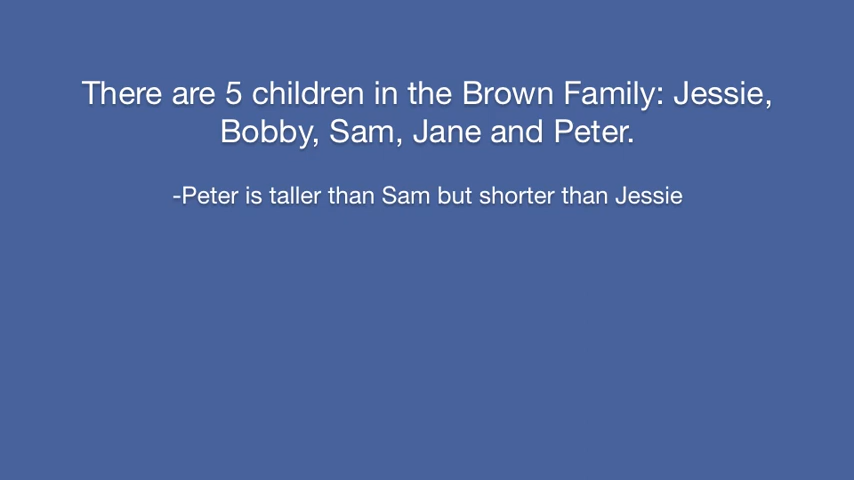 There are 5 children in the Brown Family: Jessie,
Bobby, Sam, Jane and Peter.
-Peter is taller than Sam but shorter than Jessie